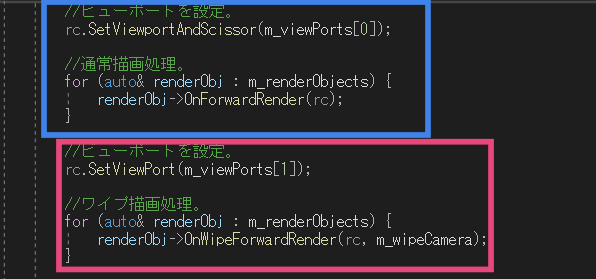 //ビューポートを設定。
rc.SetViewportAndScissor(m_viewPorts[0]);
//通常描画処理。
for (auto& renderObj : m_renderObjects) {
renderObj->OnForwardRender(rc);
}
//ビューポートを設定。
rc.SetViewPort(m_viewPorts[1]);
//ワイプ描画処理。
for (auto& renderObj : m_renderObjects) {
renderObj->OnWipeForwardRender(rc, m_wipeCamera);
}